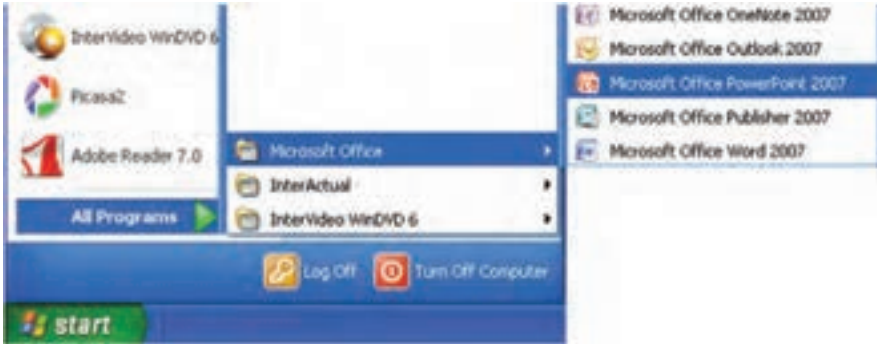 InterVideo WinDVD 6
Picasa2
Adobe Reader 7.0
All Programs
Microsoft Office
InterActual
InterVideo WinDVD 6
Microsoft Office OneNote 2007
Microsoft Office Outlook 2007
Microsoft Office PowerPoint 2007
Microsoft Office Publisher 2007
Microsoft Office Word 2007
Log Off
Turn Off Computer
start